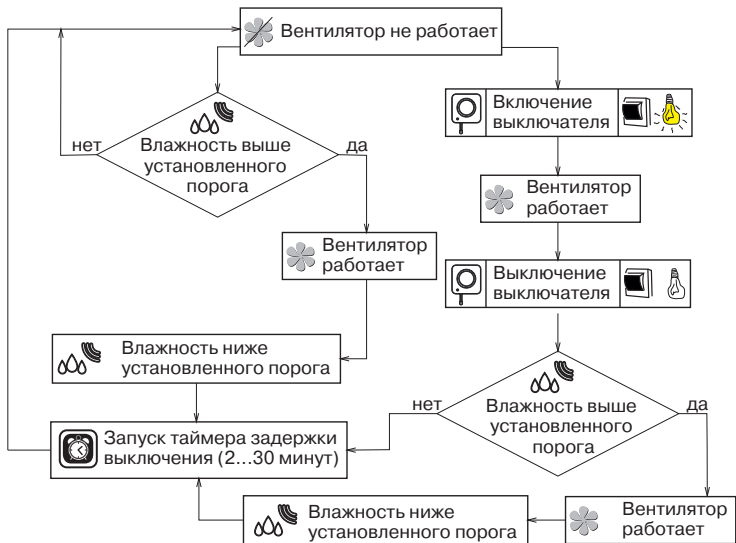 Вентилятор не работает
Включение
выключателя
нет
Влажность выше
установленного
порога
да
Вентилятор
работает
Вентилятор
работает
Выключение
выключателя
Влажность ниже
установленного порога
нет
Влажность выше
установленного
порога
да
Запуск таймера задержки
выключения (2...30 минут)
Влажность ниже
установленного порога
Вентилятор
работает